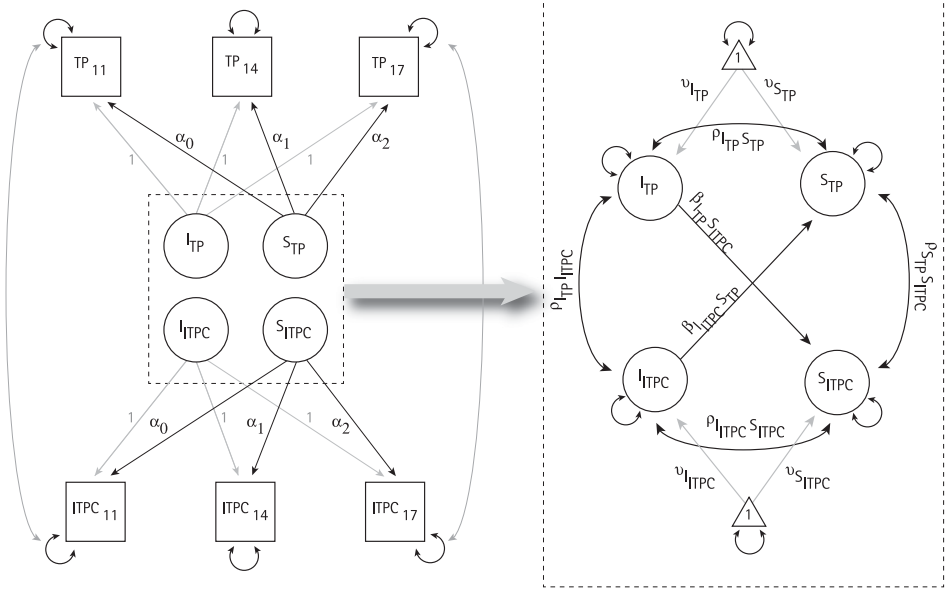 TP 11
TP 14
TP 17
α0
α1
α2
1
1
1
ITP
STP
IITPC
SITPC
1
α0
1
α1
α2
1
ITPC 11
ITPC 14
ITPC 17
1
υITP
υSTP
ρITP STP
ITP
STP
βITP SITPC
ρITP IITPC
ρSTP SITPC
βIITPC STP
IITPC
SITPC
ρIITPC SITPC
υIITPC
υSITPC
1